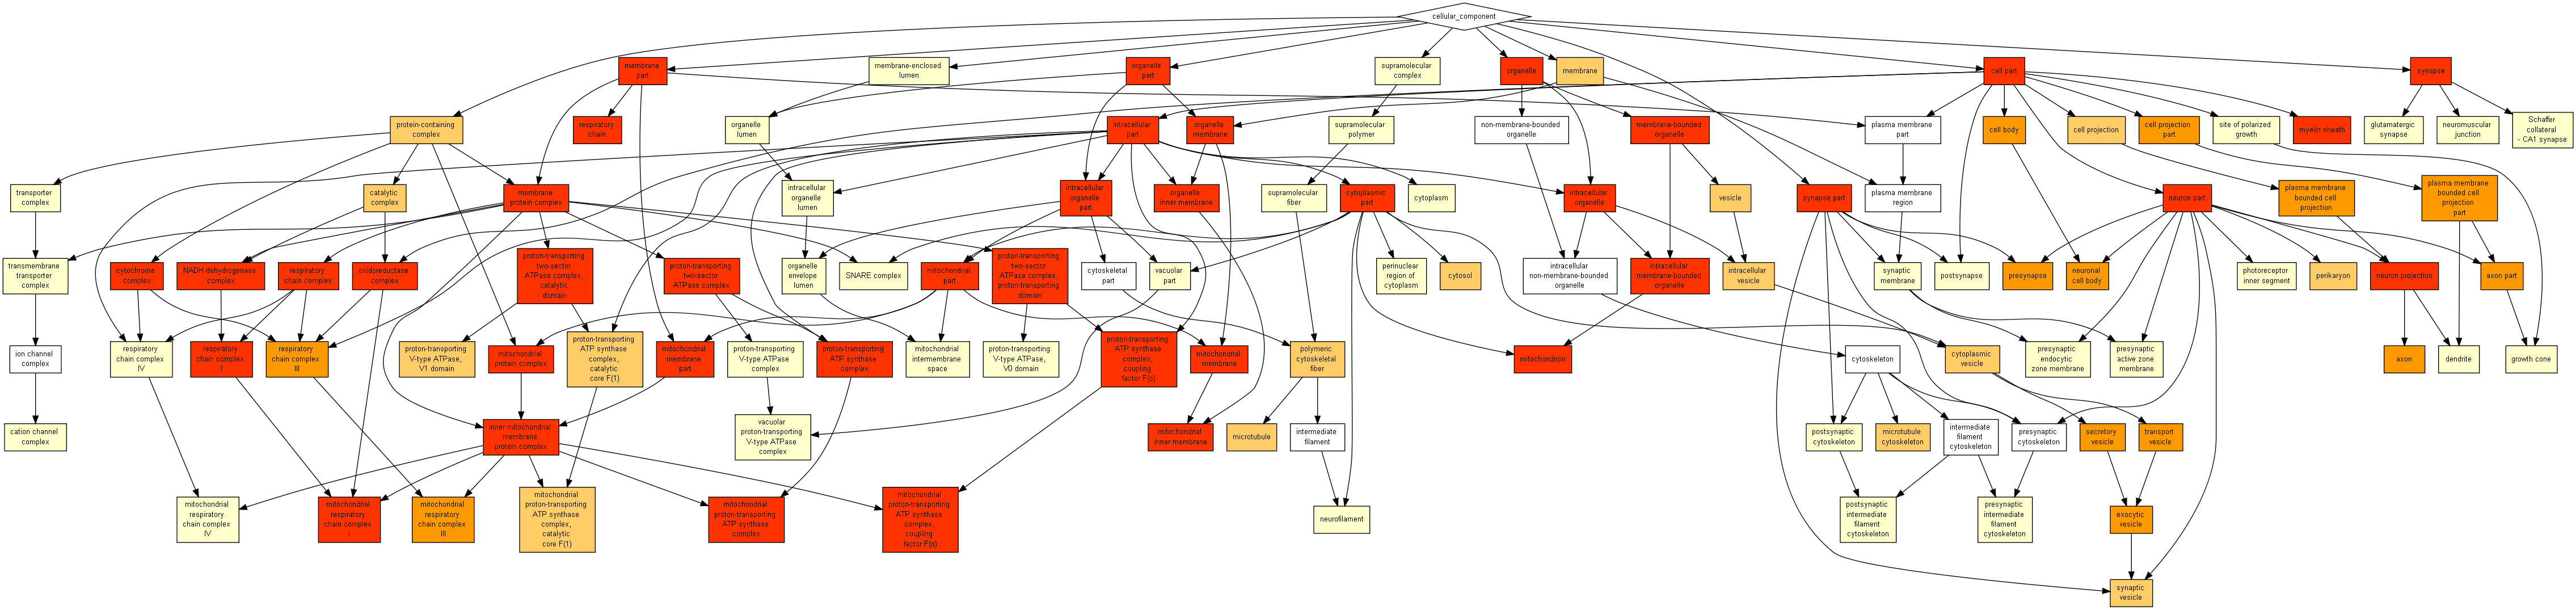 cellular_component
membrane
part
membrane-enclosed
lumen
organelle
part
supramolecular
complex
organelle
membrane
cell part
synapse
protein-containing
complex
respiratory
chain
organelle
lumen
intracellular
part
organelle
membrane
supramolecular
polymer
non-membrane-bounded
organelle
membrane-bounded
organelle
plasma membrane
part
cell body
cell projection
cell projection
part
site of polarized
growth
myelin sheath
glutamatergic
synapse
neuromuscular
junction
Schaffer
collateral
- CA1 synapse
transporter
complex
catalytic
complex
membrane
protein complex
intracellular
organelle
lumen
intracellular
organelle
part
organelle
inner membrane
supramolecular
fiber
cytoplasmic
part
cytoplasm
intracellular
organelle
vesicle
synapse part
plasma membrane
region
neuron part
plasma membrane
bounded cell
projection
plasma membrane
bounded cell
projection
part
transmembrane
transporter
complex
cytochrome
complex
NADH dehydrogenase
complex
respiratory
chain complex
oxidoreductase
complex
proton-transporting
two-sector
ATPase complex,
catalytic
domain
proton-transporting
two-sector
ATPase complex
organelle
envelope
lumen
SNARE complex
mitochondrial
part
proton-transporting
two-sector
ATPase complex,
proton-transporting
domain
cytoskeletal
part
vacuolar
part
perinuclear
region of
cytoplasm
cytosol
intracellular
non-membrane-bounded
organelle
intracellular
membrane-bounded
organelle
intracellular
vesicle
synaptic
membrane
postsynapse
presynapse
neuronal
cell body
photoreceptor
inner segment
perikaryon
neuron projection
axon part
ion channel
complex
respiratory
chain complex
IV
respiratory
chain complex
I
respiratory
chain complex
III
proton-transporting
V-type ATPase,
V1 domain
mitochondrial
protein complex
proton-transporting
ATP synthase
complex,
catalytic
core F(1)
mitochondrial
membrane
part
proton-transporting
V-type ATPase
complex
proton-transporting
ATP synthase
complex
mitochondrial
intermembrane
space
proton-transporting
V-type ATPase,
V0 domain
proton-transporting
ATP synthase
complex,
coupling
factor F(o)
mitochondrial
membrane
polymeric
cytoskeletal
fiber
mitochondrion
cytoskeleton
cytoplasmic
vesicle
presynaptic
endocytic
zone membrane
presynaptic
active zone
membrane
axon
dendrite
growth cone
cation channel
complex
inner mitochondrial
membrane
protein complex
vacuolar
proton-transporting
V-type ATPase
complex
mitochondrial
inner membrane
microtubule
intermediate
filament
postsynaptic
cytoskeleton
microtubule
cytoskeleton
intermediate
filament
cytoskeleton
presynaptic
cytoskeleton
secretory
vesicle
transport
vesicle
mitochondrial
respiratory
chain complex
IV
mitochondrial
respiratory
chain complex
I
mitochondrial
respiratory
chain complex
III
mitochondrial
proton-transporting
ATP synthase
complex,
catalytic
core F(1)
mitochondrial
proton-transporting
ATP synthase
complex
mitochondrial
proton-transporting
ATP synthase
complex,
coupling
factor F(o)
neurofilament
postsynaptic
intermediate
filament
cytoskeleton
presynaptic
intermediate
filament
cytoskeleton
exocytic
vesicle
synaptic
vesicle